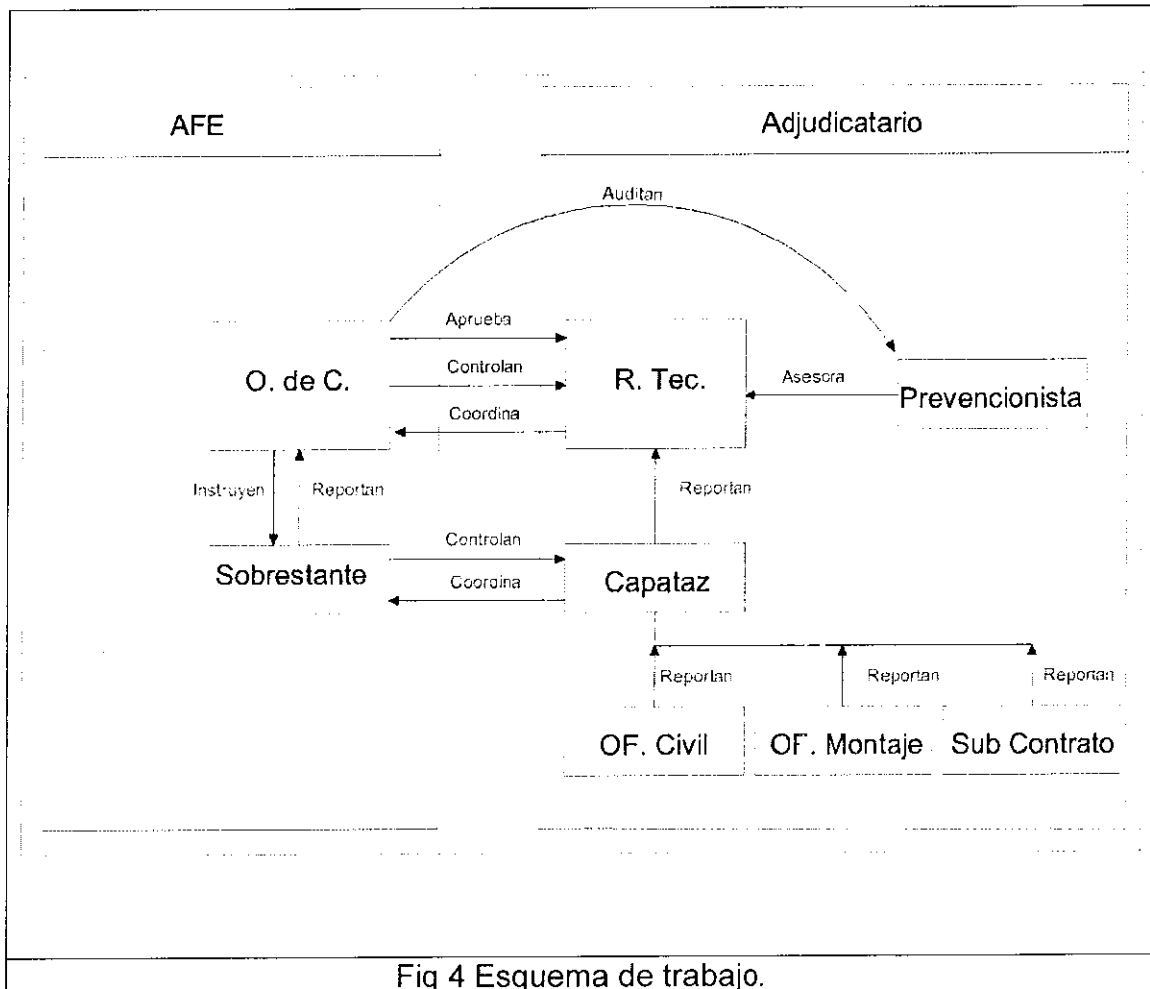 AFE
Adjudicatario
Auditan
Aprueba
O. de C.
Controlan
R. Tec.
Asesora
Prevencionista
Coordina
Instruyen
Reportan
Reportan
Controlan
Sobrestante
Coordina
Capataz
Reportan
Reportan
Reportan
OF. Civil
OF. Montaje
Sub Contrato
Fig 4 Esquema de trabajo.